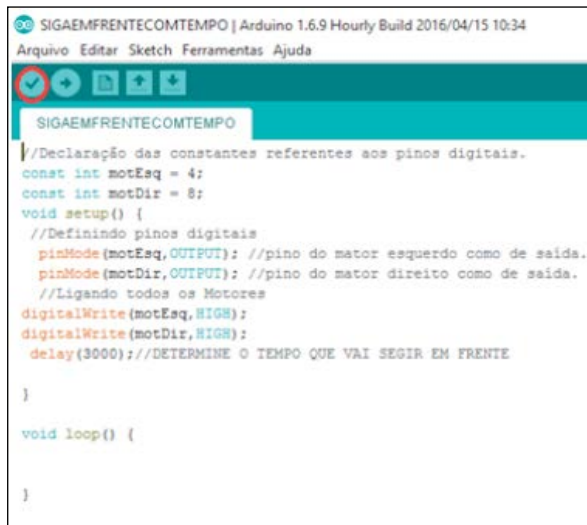 SIGAEMFRENTECOMTEMPO | Arduino 1.6.9 Hourly Build 2016/04/15 10:34
Arquivo Editar Sketch Ferramentas Ajuda
SIGAEMFRENTECOMTEMPO
//Declaração das constantes referentes aos pinos digitais.
const int motEsq = 4;
const int motDir = 8;
void setup() {
//Definindo pinos digitais
pinMode(motEsq,OUTPUT); //pino do mator esquerdo como de saída.
pinMode(motDir,OUTPUT); //pino do mator direito como de saída.
//Ligando todos os Motores
digitalWrite(motEsq,HIGH);
digitalWrite(motDir,HIGH);
delay(3000);//DETERMINE O TEMPO QUE VAI SEGIR EM FRENTE
}
void loop() {
}